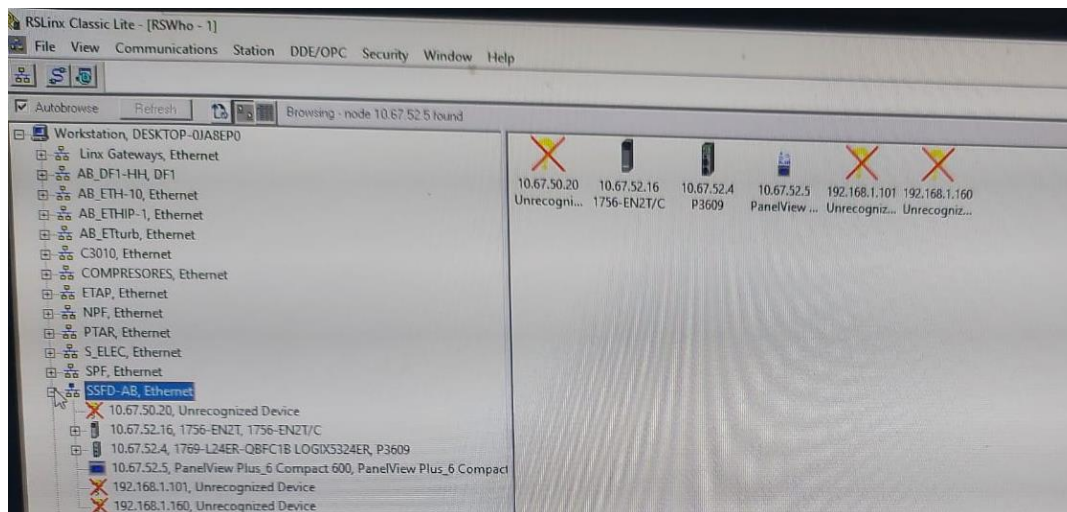 RSLinx Classic Lite - [RSWho - 1]
File View Communications Station DDE/OPC Security Window Help
Autobrowse Refresh Browsing - node 10.67.52.5 found
Workstation, DESKTOP-0JA8EP0
Linx Gateways, Ethernet
AB_DF1-HH, DF1
AB_ETH-10, Ethernet
AB_ETHIP-1, Ethernet
AB_ETturb, Ethernet
C3010, Ethernet
COMPRESORES, Ethernet
ETAP, Ethernet
NPF, Ethernet
PTAR, Ethernet
S_ELEC, Ethernet
SPF, Ethernet
SSFD-AB, Ethernet
10.67.50.20, Unrecognized Device
10.67.52.16, 1756-EN2T, 1756-EN2T/C
10.67.52.4, 1769-L24ER-QBFC1B LOGIX5324ER, P3609
10.67.52.5, PanelView Plus_6 Compact 600, PanelView Plus_6 Compact
192.168.1.101, Unrecognized Device
192.168.1.160, Unrecognized Device
10.67.50.20 10.67.52.16 10.67.52.4 10.67.52.5 192.168.1.101 192.168.1.160
Unrecogni... 1756-EN2T/C P3609 PanelView ... Unrecogniz... Unrecogniz...